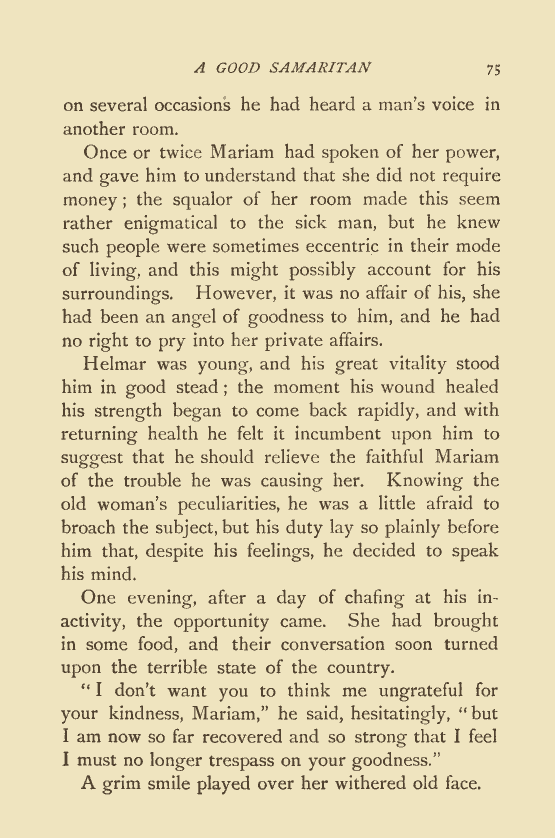 A GOOD SAMARITAN 75
on several occasions he had heard a man's voice in
another room.
Once or twice Mariam had spoken of her power,
and gave him to understand that she did not require
money ; the squalor of her room made this seem
rather enigmatical to the sick man, but he knew
such people were sometimes eccentric in their mode
of living, and this might possibly account for his
surroundings. However, it was no affair of his, she
had been an angel of goodness to him, and he had
no right to pry into her private affairs.
Helmar was young, and his great vitality stood
him in good stead ; the moment his wound healed
his strength began to come back rapidly, and with
returning health he felt it incumbent upon him to
suggest that he should relieve the faithful Mariam
of the trouble he was causing her. Knowing the
old woman's peculiarities, he was a little afraid to
broach the subject, but his duty lay so plainly before
him that, despite his feelings, he decided to speak
his mind.
One evening, after a day of chafing at his in-
activity, the opportunity came. She had brought
in some food, and their conversation soon turned
upon the terrible state of the country.
“ I don't want you to think me ungrateful for
your kindness, Mariam,” he said, hesitatingly, “ but
I am now so far recovered and so strong that I feel
I must no longer trespass on your goodness.”
A grim smile played over her withered old face.